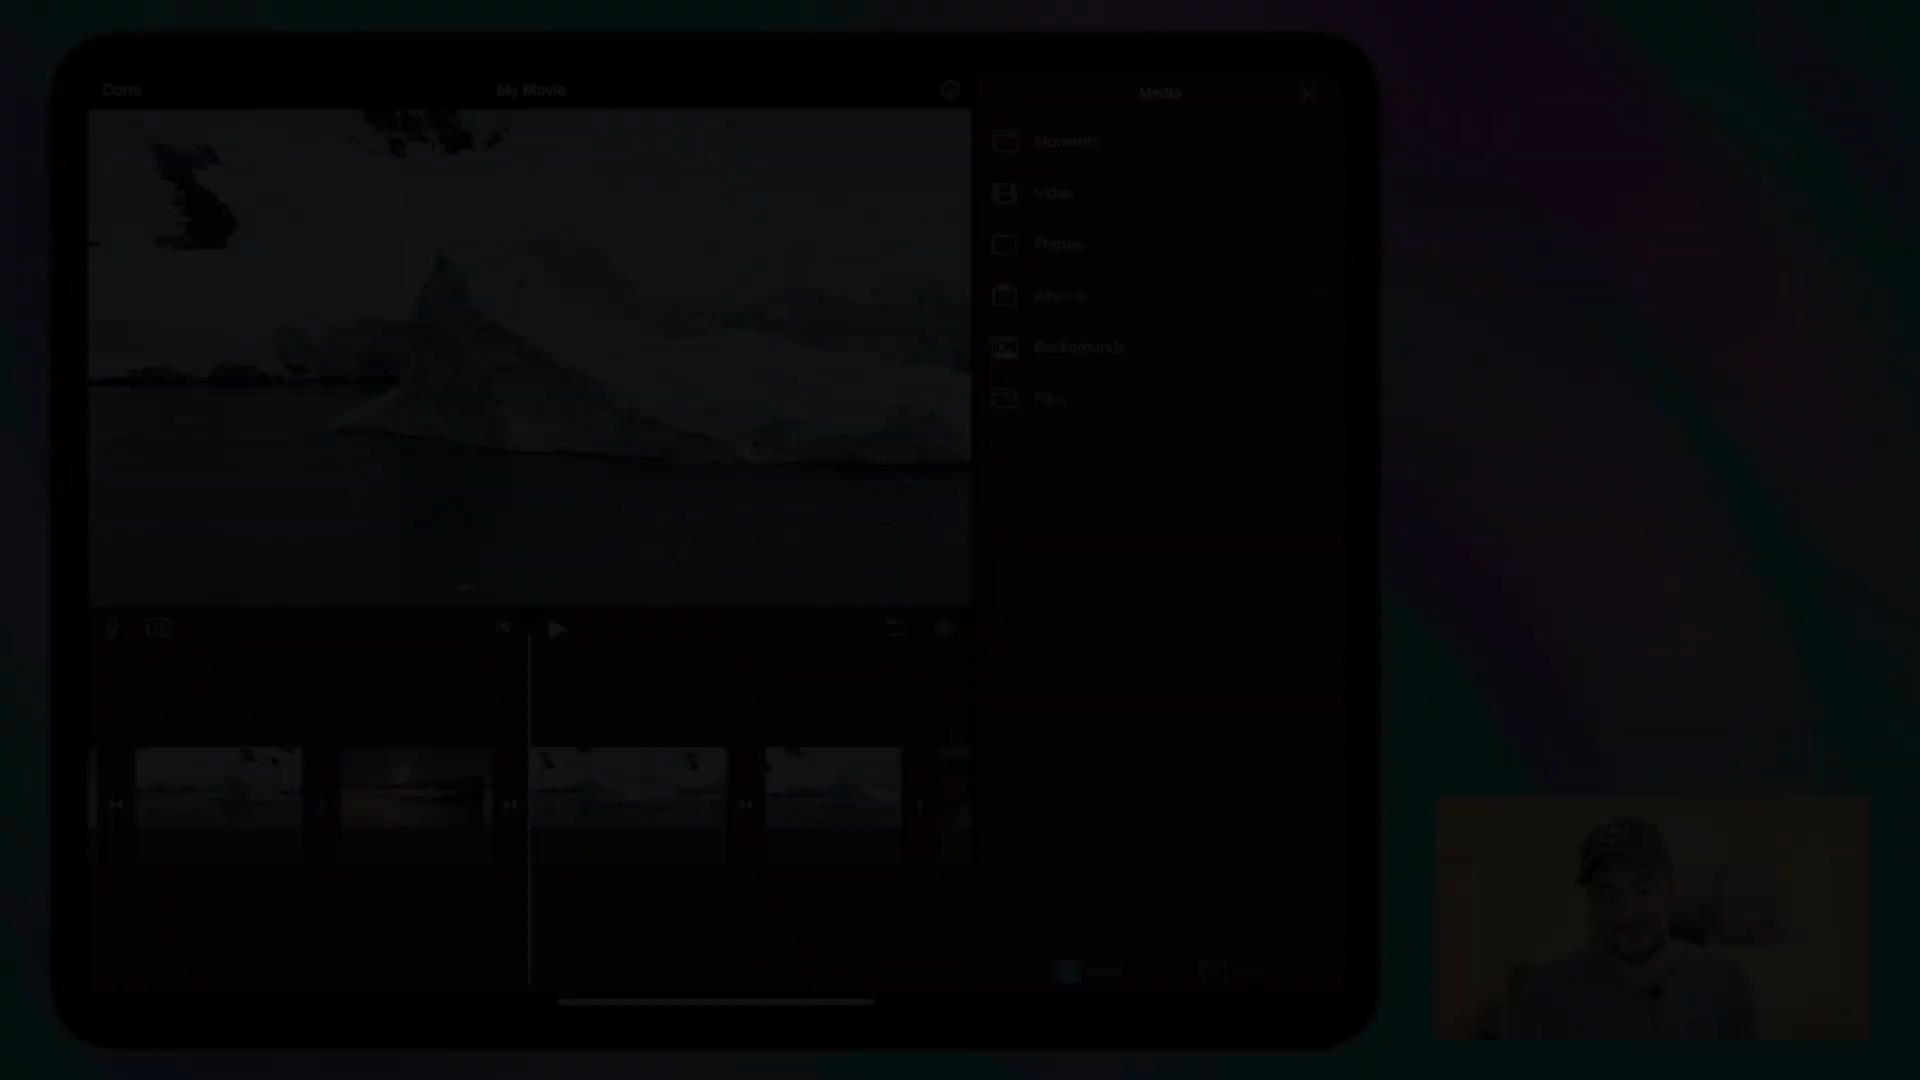 Done
My Movie
Media
Moments
Video
Photos
Albums
Backgrounds
Files